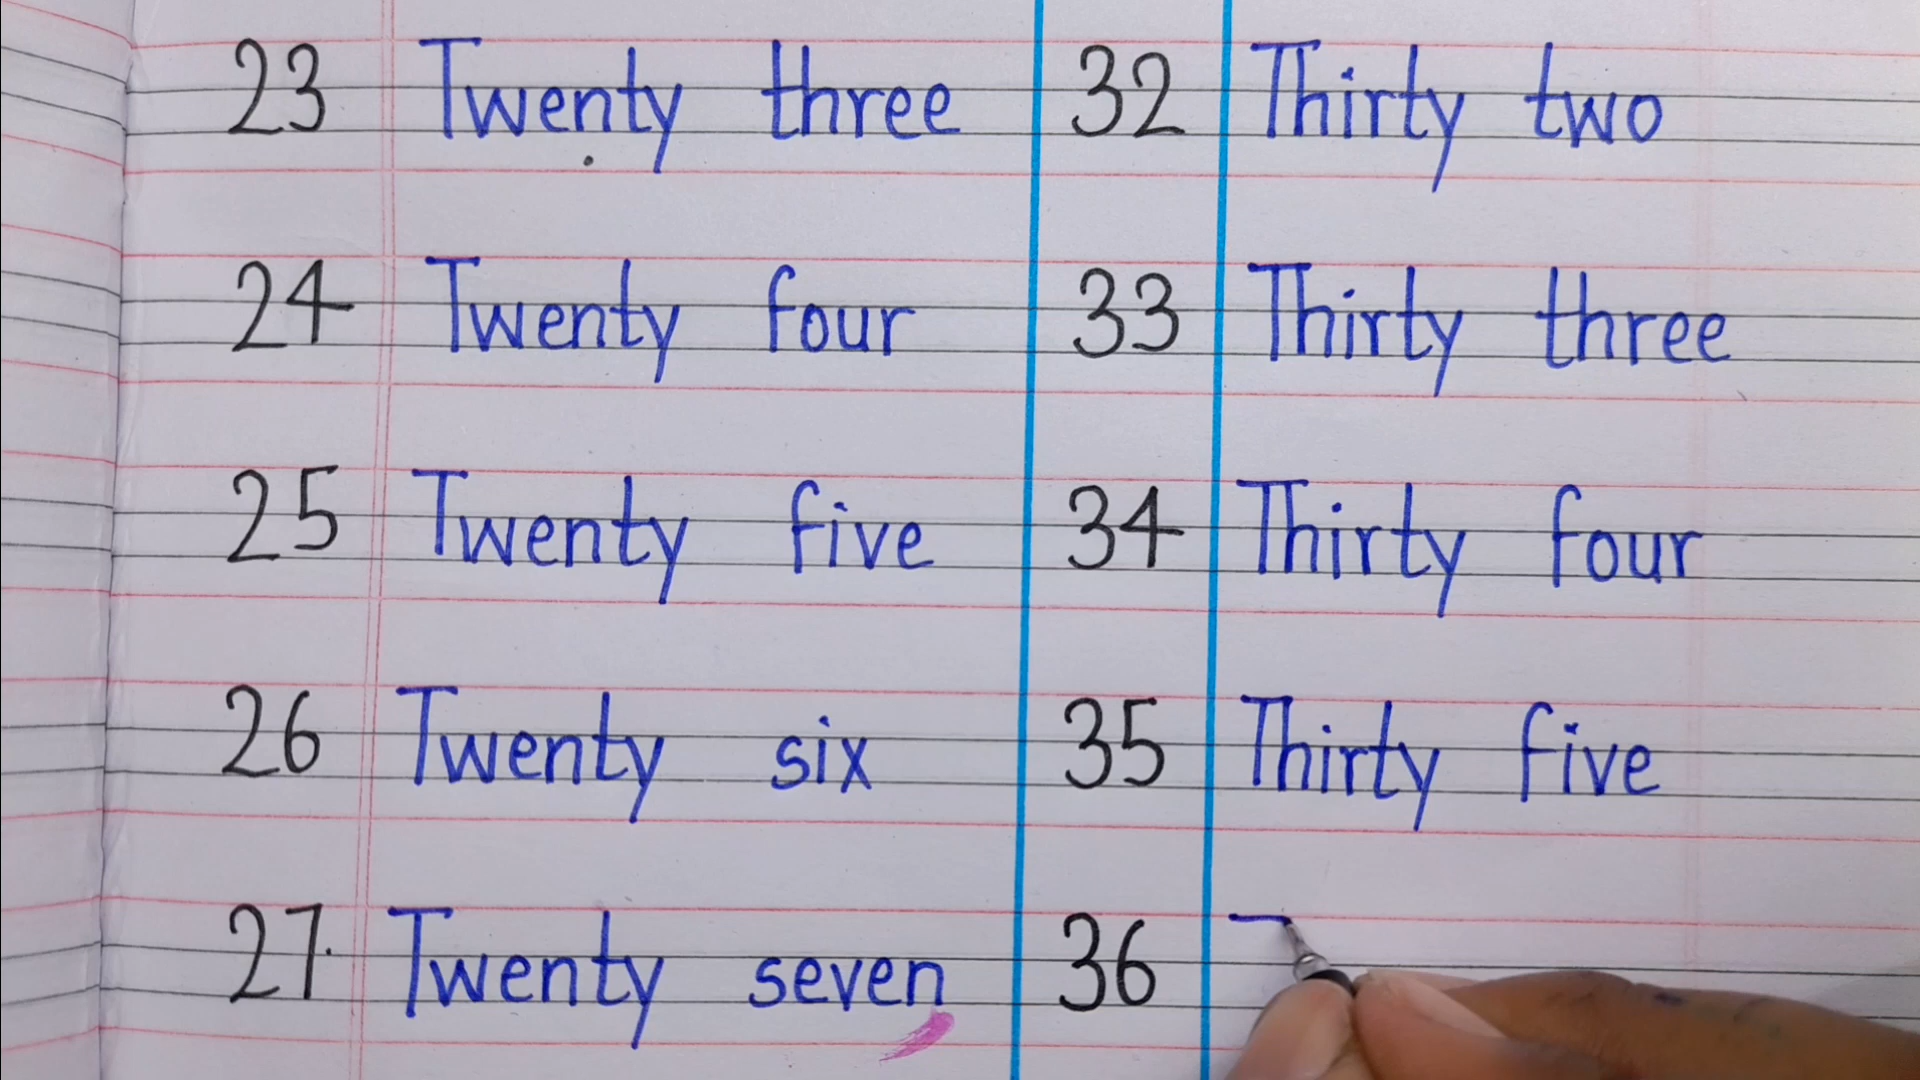 23 Twenty three 32 Thirty two
24 Twenty four 33 Thirty three
25 Twenty five 34 Thirty four
26 Twenty six 35 Thirty five
27 Twenty seven 36